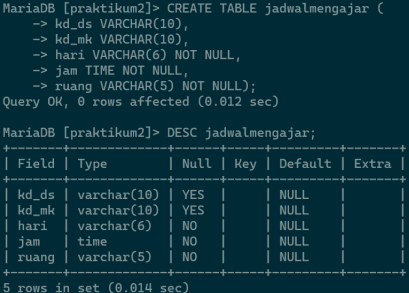 MariaDB [praktikum2]> CREATE TABLE jadwalmengajar (
    -> kd_ds VARCHAR(10),
    -> kd_mk VARCHAR(10),
    -> hari VARCHAR(6) NOT NULL,
    -> jam TIME NOT NULL,
    -> ruang VARCHAR(5) NOT NULL);
Query OK, 0 rows affected (0.012 sec)

MariaDB [praktikum2]> DESC jadwalmengajar;
+-------+-------------+------+-----+---------+-------+
| Field | Type        | Null | Key | Default | Extra |
+-------+-------------+------+-----+---------+-------+
| kd_ds | varchar(10) | YES  |     | NULL    |       |
| kd_mk | varchar(10) | YES  |     | NULL    |       |
| hari  | varchar(6)  | NO   |     | NULL    |       |
| jam   | time        | NO   |     | NULL    |       |
| ruang | varchar(5)  | NO   |     | NULL    |       |
+-------+-------------+------+-----+---------+-------+
5 rows in set (0.014 sec)